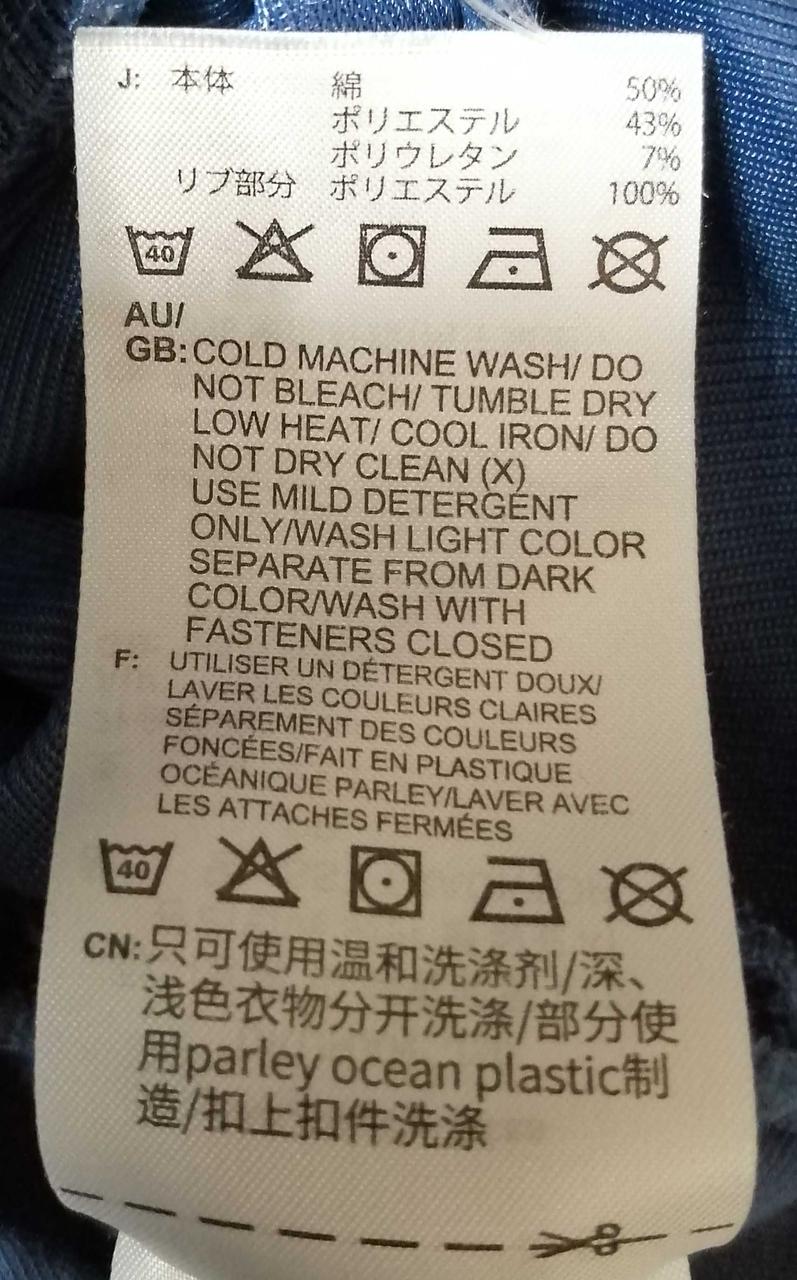 J: 本体 綿 50%
ポリエステル 43%
ポリウレタン 7%
リブ部分 ポリエステル 100%
40
AU/
GB: COLD MACHINE WASH/ DO
NOT BLEACH/ TUMBLE DRY
LOW HEAT/ COOL IRON/ DO
NOT DRY CLEAN (X)
USE MILD DETERGENT
ONLY/WASH LIGHT COLOR
SEPARATE FROM DARK
COLOR/WASH WITH
FASTENERS CLOSED
F: UTILISER UN DÉTERGENT DOUX/
LAVER LES COULEURS CLAIRES
SÉPAREMENT DES COULEURS
FONCÉES/FAIT EN PLASTIQUE
OCÉANIQUE PARLEY/LAVER AVEC
LES ATTACHES FERMÉES
40
CN: 只可使用温和洗涤剂/深、
浅色衣物分开洗涤/部分使
用parley ocean plastic制
造/扣上扣件洗涤